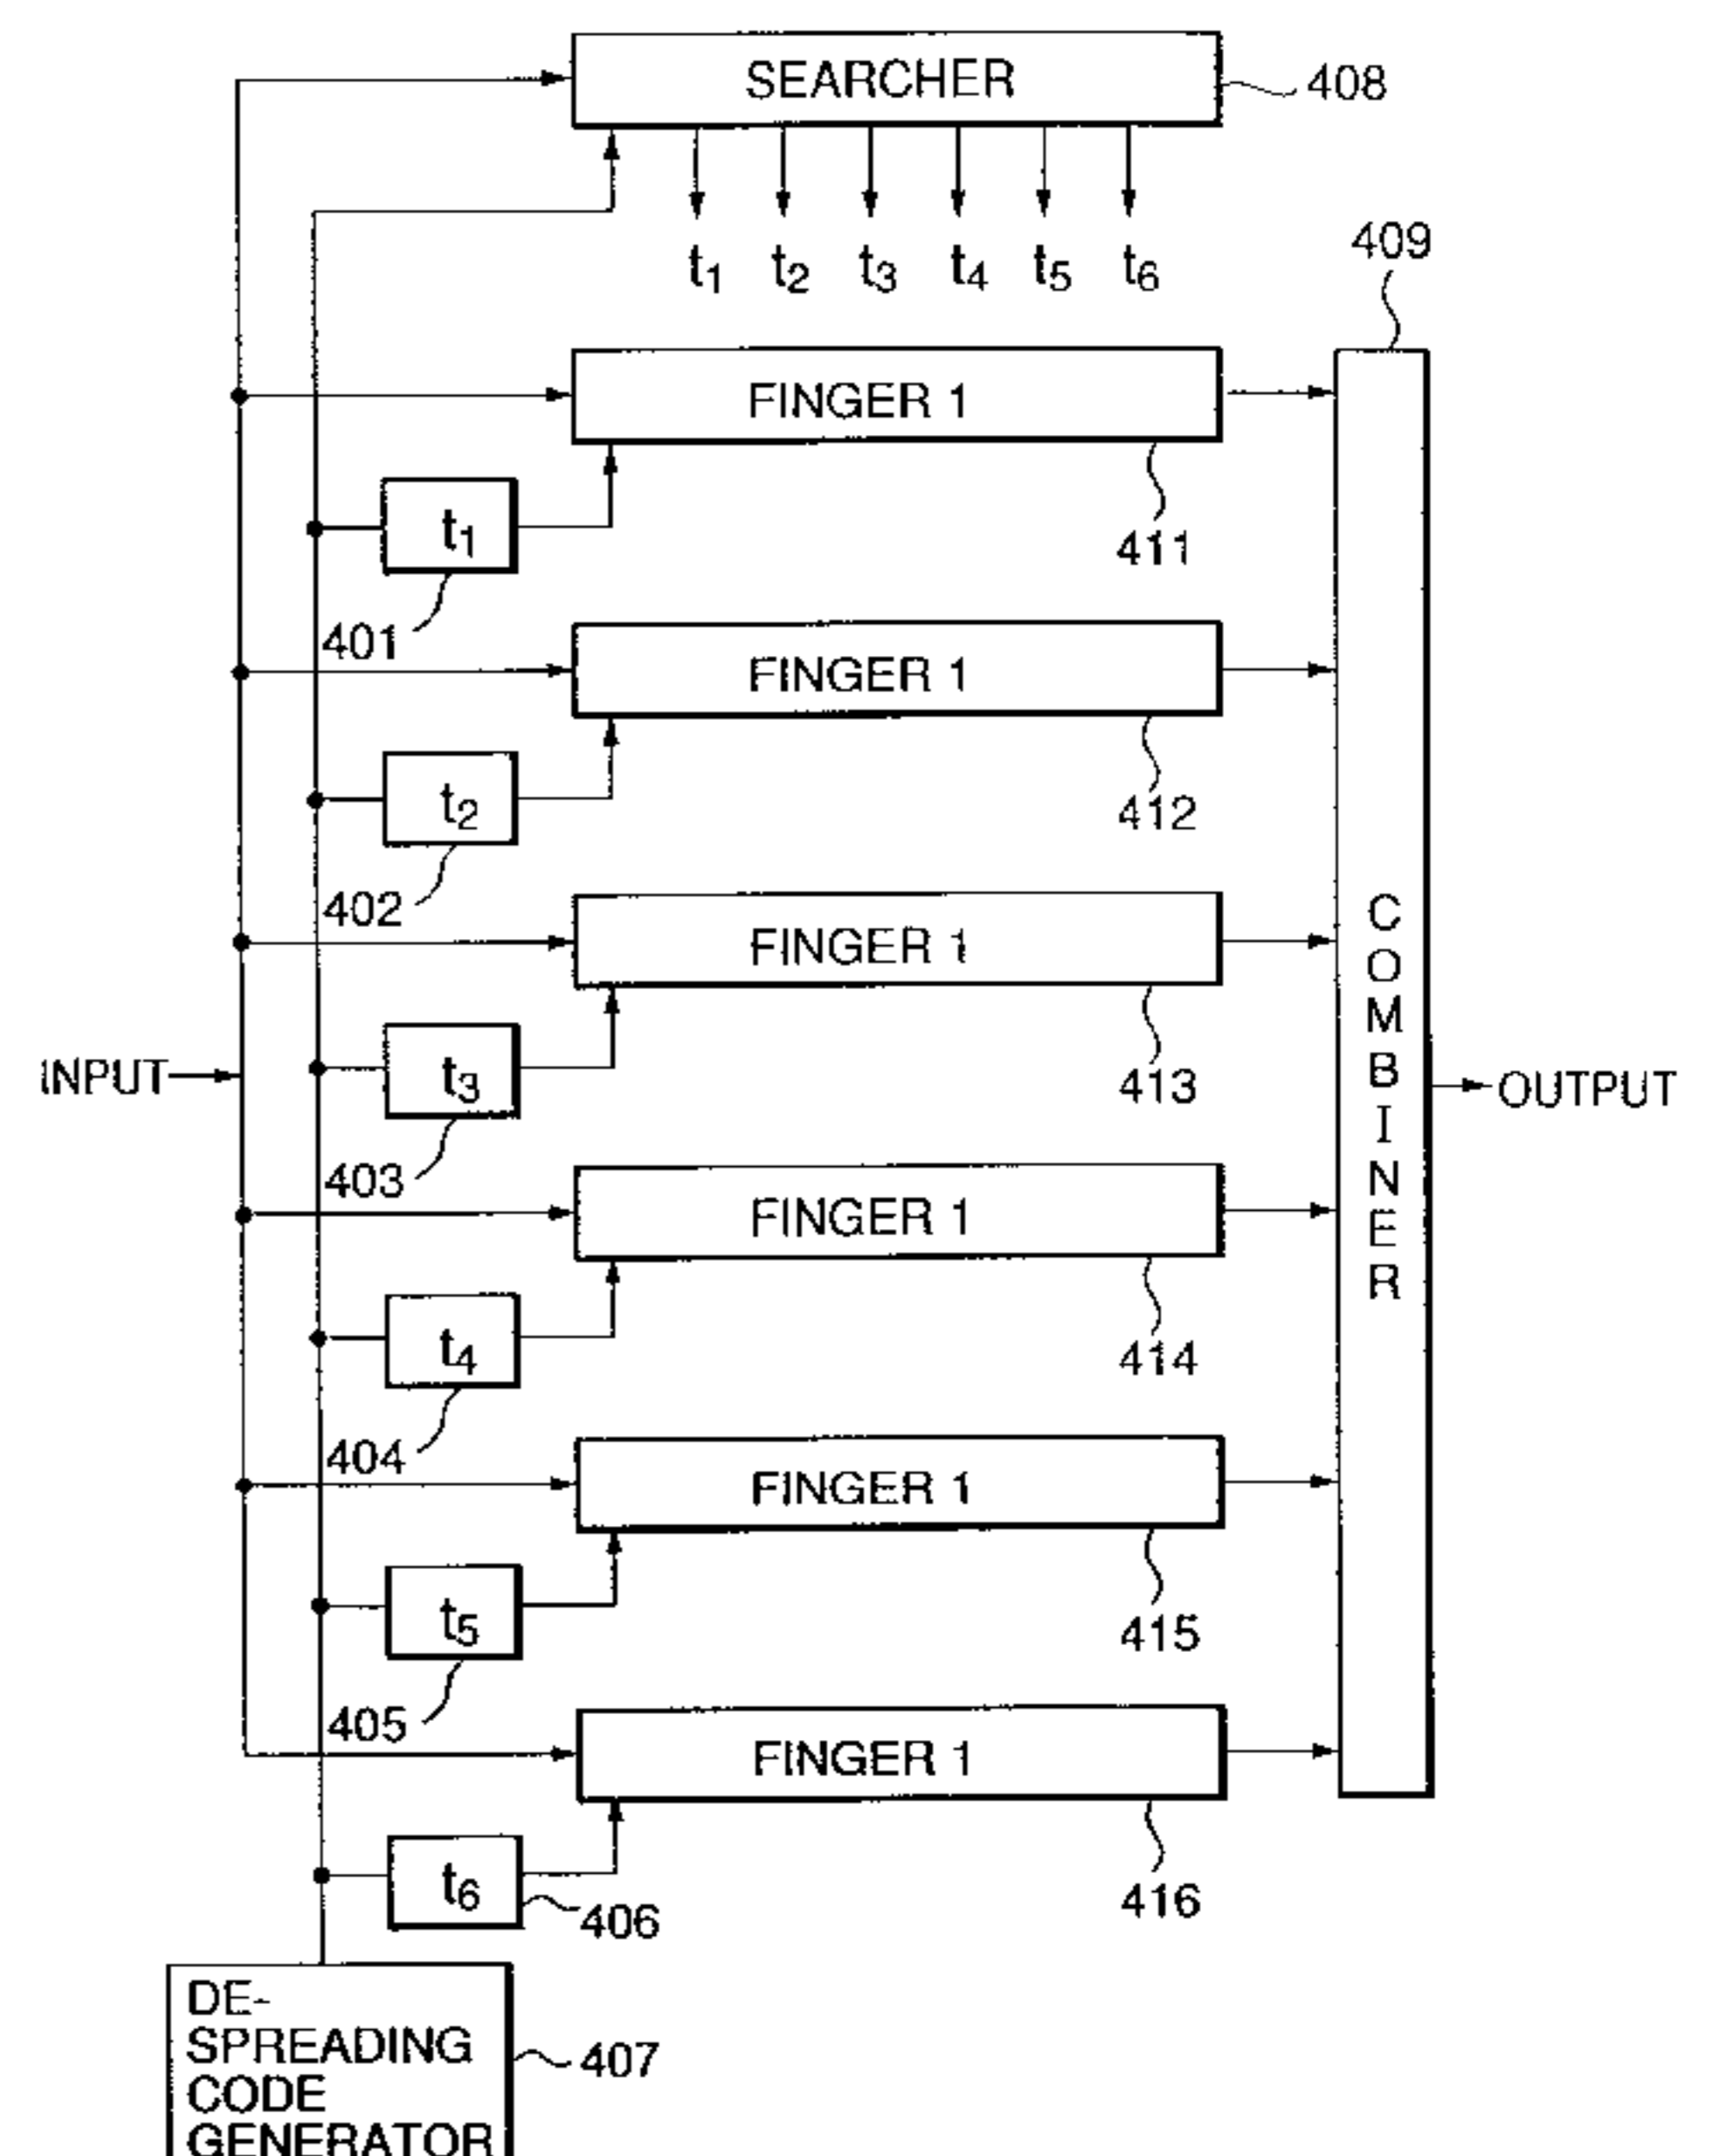 SEARCHER
408
t1 t2 t3 t4 t5 t6
409
FINGER 1
t1
411
401
FINGER 1
t2
412
402
FINGER 1
INPUT
t3
413
403
COMBINER
OUTPUT
FINGER 1
t4
414
404
FINGER 1
t5
415
405
FINGER 1
t6
406
416
DE-
SPREADING
CODE
GENERATOR
407